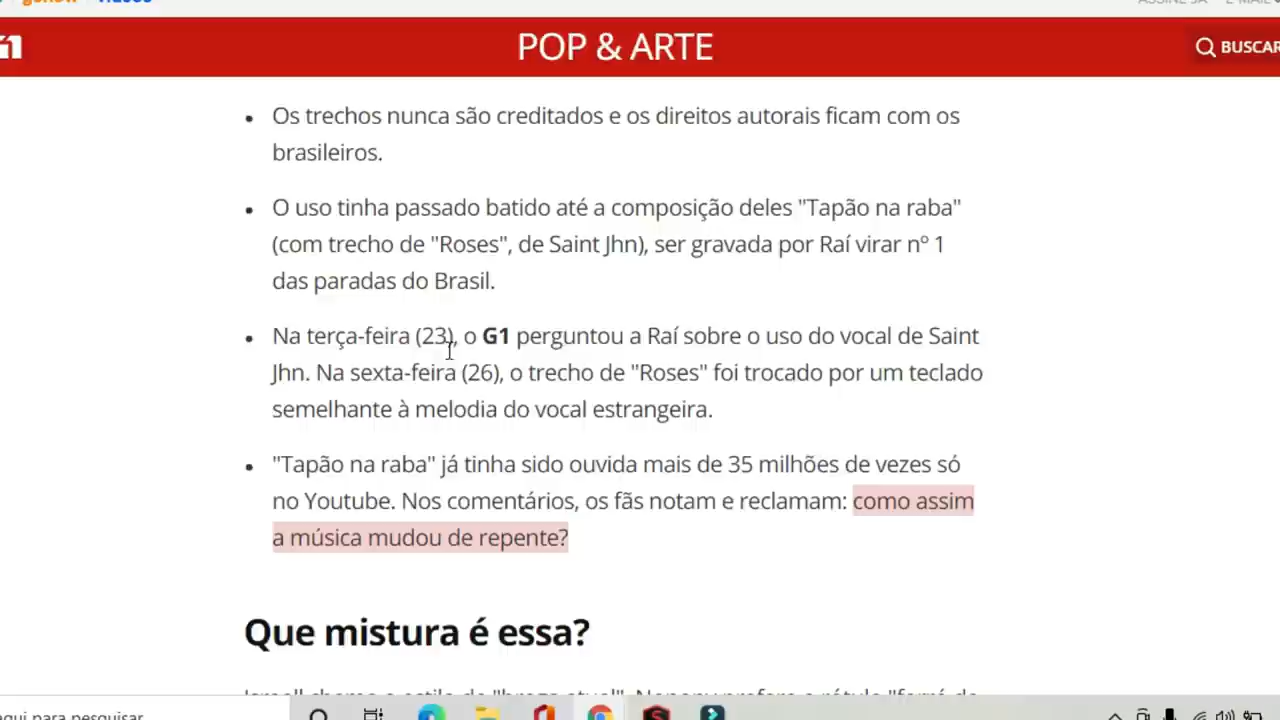 POP & ARTE
BUSCAR
Os trechos nunca são creditados e os direitos autorais ficam com os
brasileiros.
O uso tinha passado batido até a composição deles "Tapão na raba"
(com trecho de "Roses", de Saint Jhn), ser gravada por Raí virar nº 1
das paradas do Brasil.
Na terça-feira (23), o G1 perguntou a Raí sobre o uso do vocal de Saint
Jhn. Na sexta-feira (26), o trecho de "Roses" foi trocado por um teclado
semelhante à melodia do vocal estrangeira.
"Tapão na raba" já tinha sido ouvida mais de 35 milhões de vezes só
no Youtube. Nos comentários, os fãs notam e reclamam: como assim
a música mudou de repente?
Que mistura é essa?
aqui para pesquisar